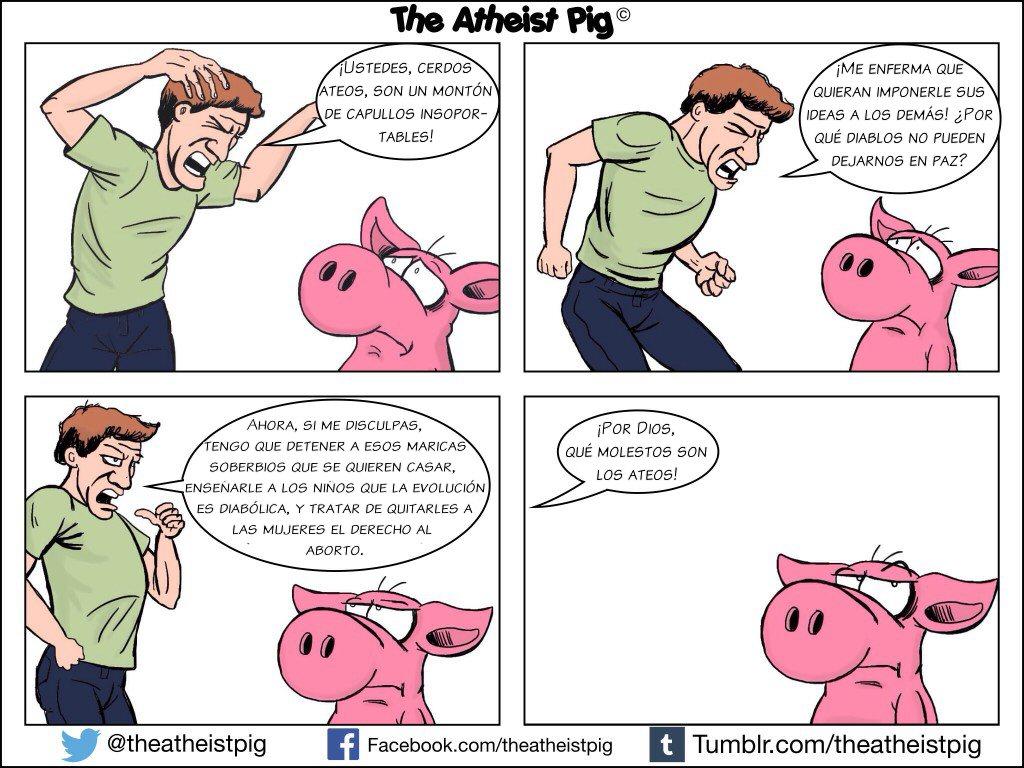 The Atheist Pig©
¡USTEDES, CERDOS
ATEOS, SON UN MONTÓN
DE CAPULLOS INSOPOR-
TABLES!
¡ME ENFERMA QUE
QUIERAN IMPONERLE SUS
IDEAS A LOS DEMÁS! ¿POR
QUÉ DIABLOS NO PUEDEN
DEJARNOS EN PAZ?
AHORA, SI ME DISCULPAS,
TENGO QUE DETENER A ESOS MARICAS
SOBERBIOS QUE SE QUIEREN CASAR,
ENSEÑARLE A LOS NIÑOS QUE LA EVOLUCIÓN
ES DIABÓLICA, Y TRATAR DE QUITARLES A
LAS MUJERES EL DERECHO AL
ABORTO.
¡POR DIOS,
QUÉ MOLESTOS SON
LOS ATEOS!
@theatheistpig
Facebook.com/theatheistpig
Tumblr.com/theatheistpig